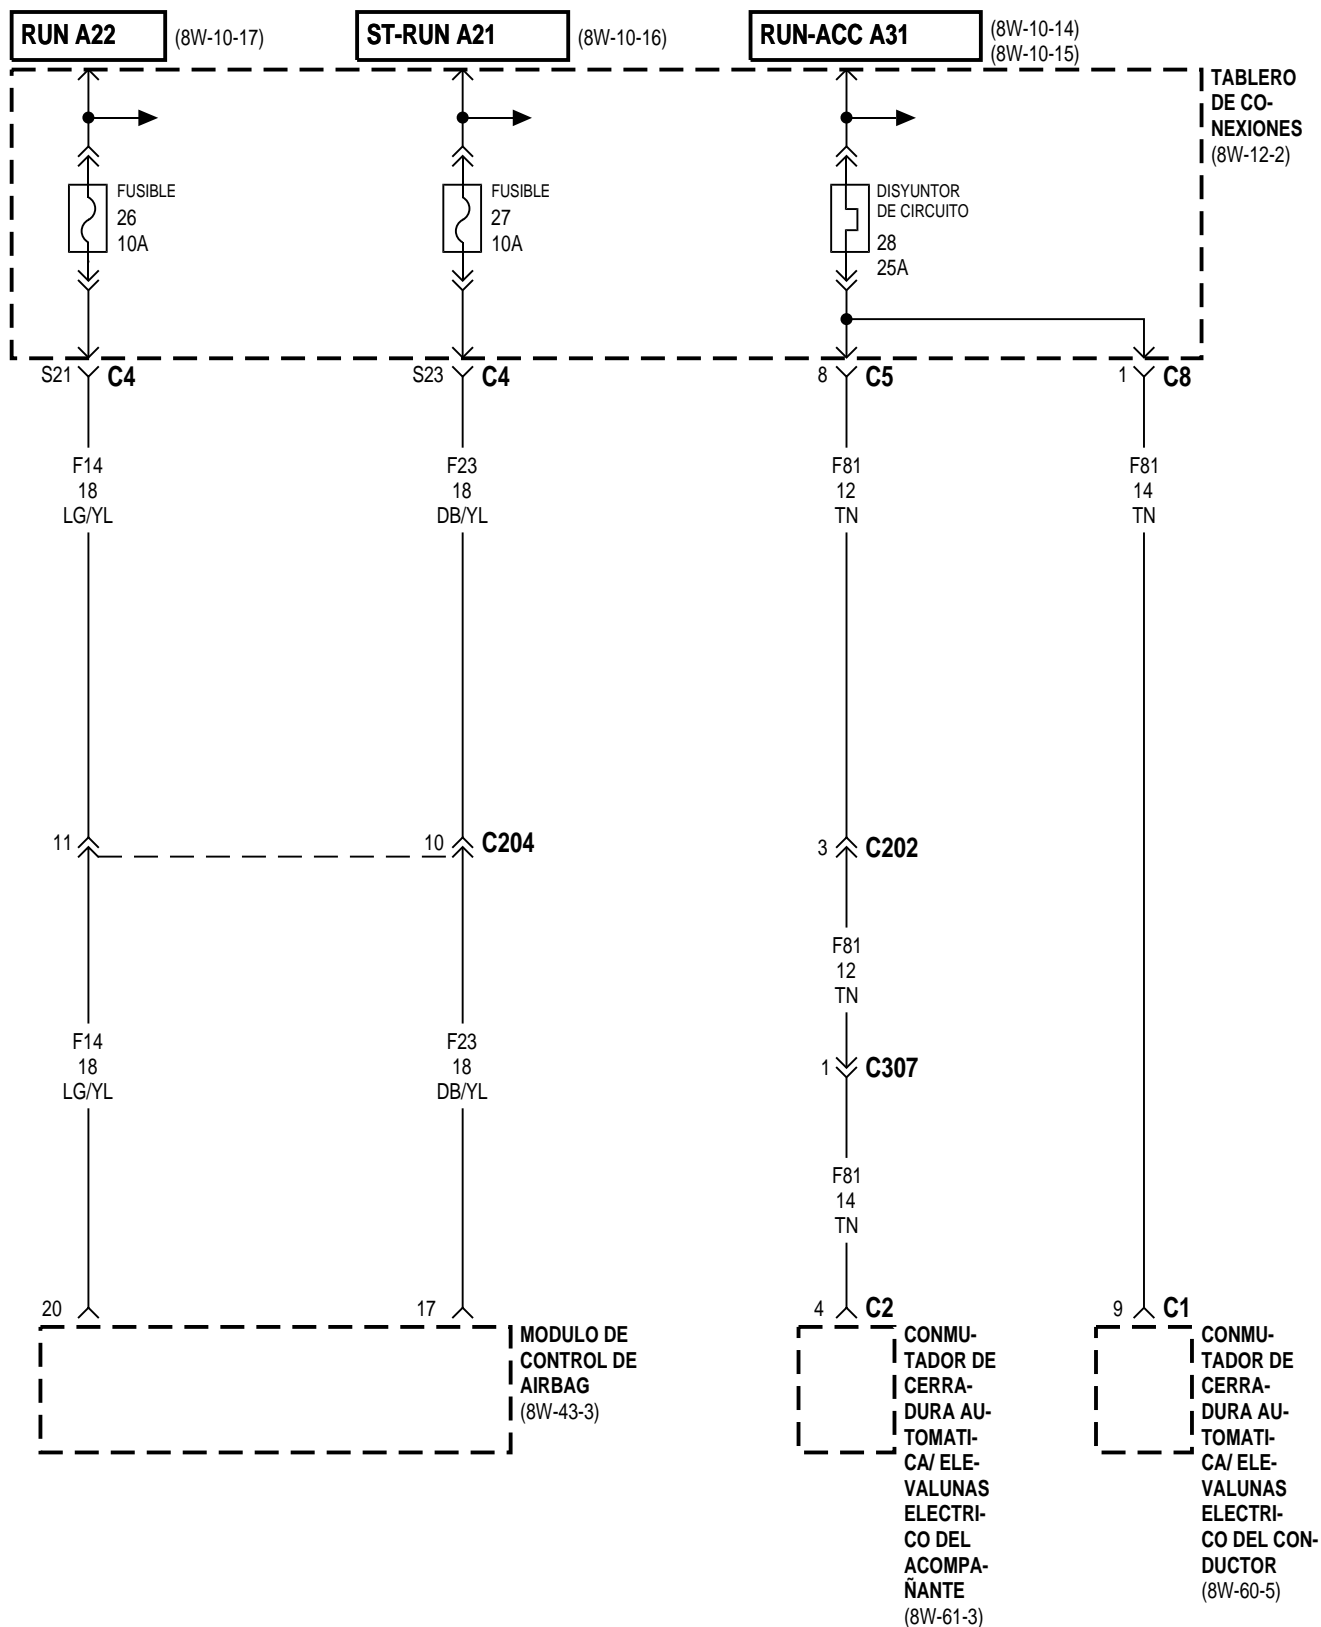 RUN A22
(8W-10-17)
ST-RUN A21
(8W-10-16)
RUN-ACC A31
(8W-10-14)
(8W-10-15)
TABLERO
DE CO-
NEXIONES
(8W-12-2)
FUSIBLE
26
10A
FUSIBLE
27
10A
DISYUNTOR
DE CIRCUITO
28
25A
S21
C4
S23
C4
8
C5
1
C8
F14
18
LG/YL
F23
18
DB/YL
F81
12
TN
F81
14
TN
11
10
C204
3
C202
F81
12
TN
F14
18
LG/YL
F23
18
DB/YL
1
C307
F81
14
TN
20
17
4
C2
9
C1
MODULO DE
CONTROL DE
AIRBAG
(8W-43-3)
CONMU-
TADOR DE
CERRA-
DURA AU-
TOMATI-
CA/ ELE-
VALUNAS
ELECTRI-
CO DEL
ACOMPA-
ÑANTE
(8W-61-3)
CONMU-
TADOR DE
CERRA-
DURA AU-
TOMATI-
CA/ ELE-
VALUNAS
ELECTRI-
CO DEL CON-
DUCTOR
(8W-60-5)